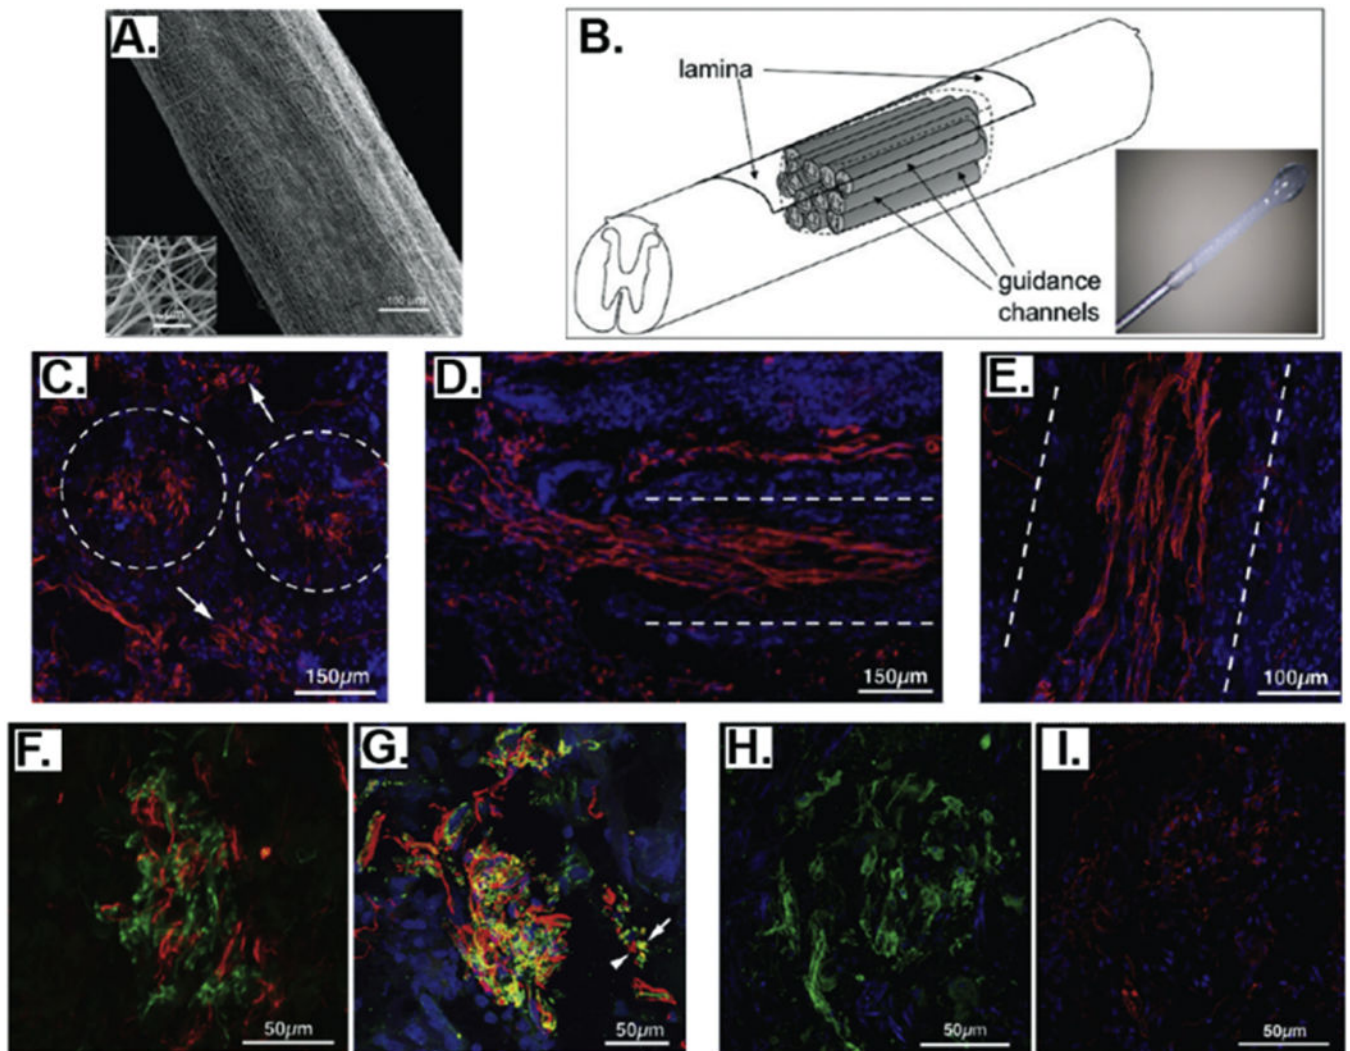 A.
100 µm
B.
lamina
guidance
channels
C.
150µm
D.
150µm
E.
100µm
F.
50µm
G.
50µm
H.
50µm
I.
50µm